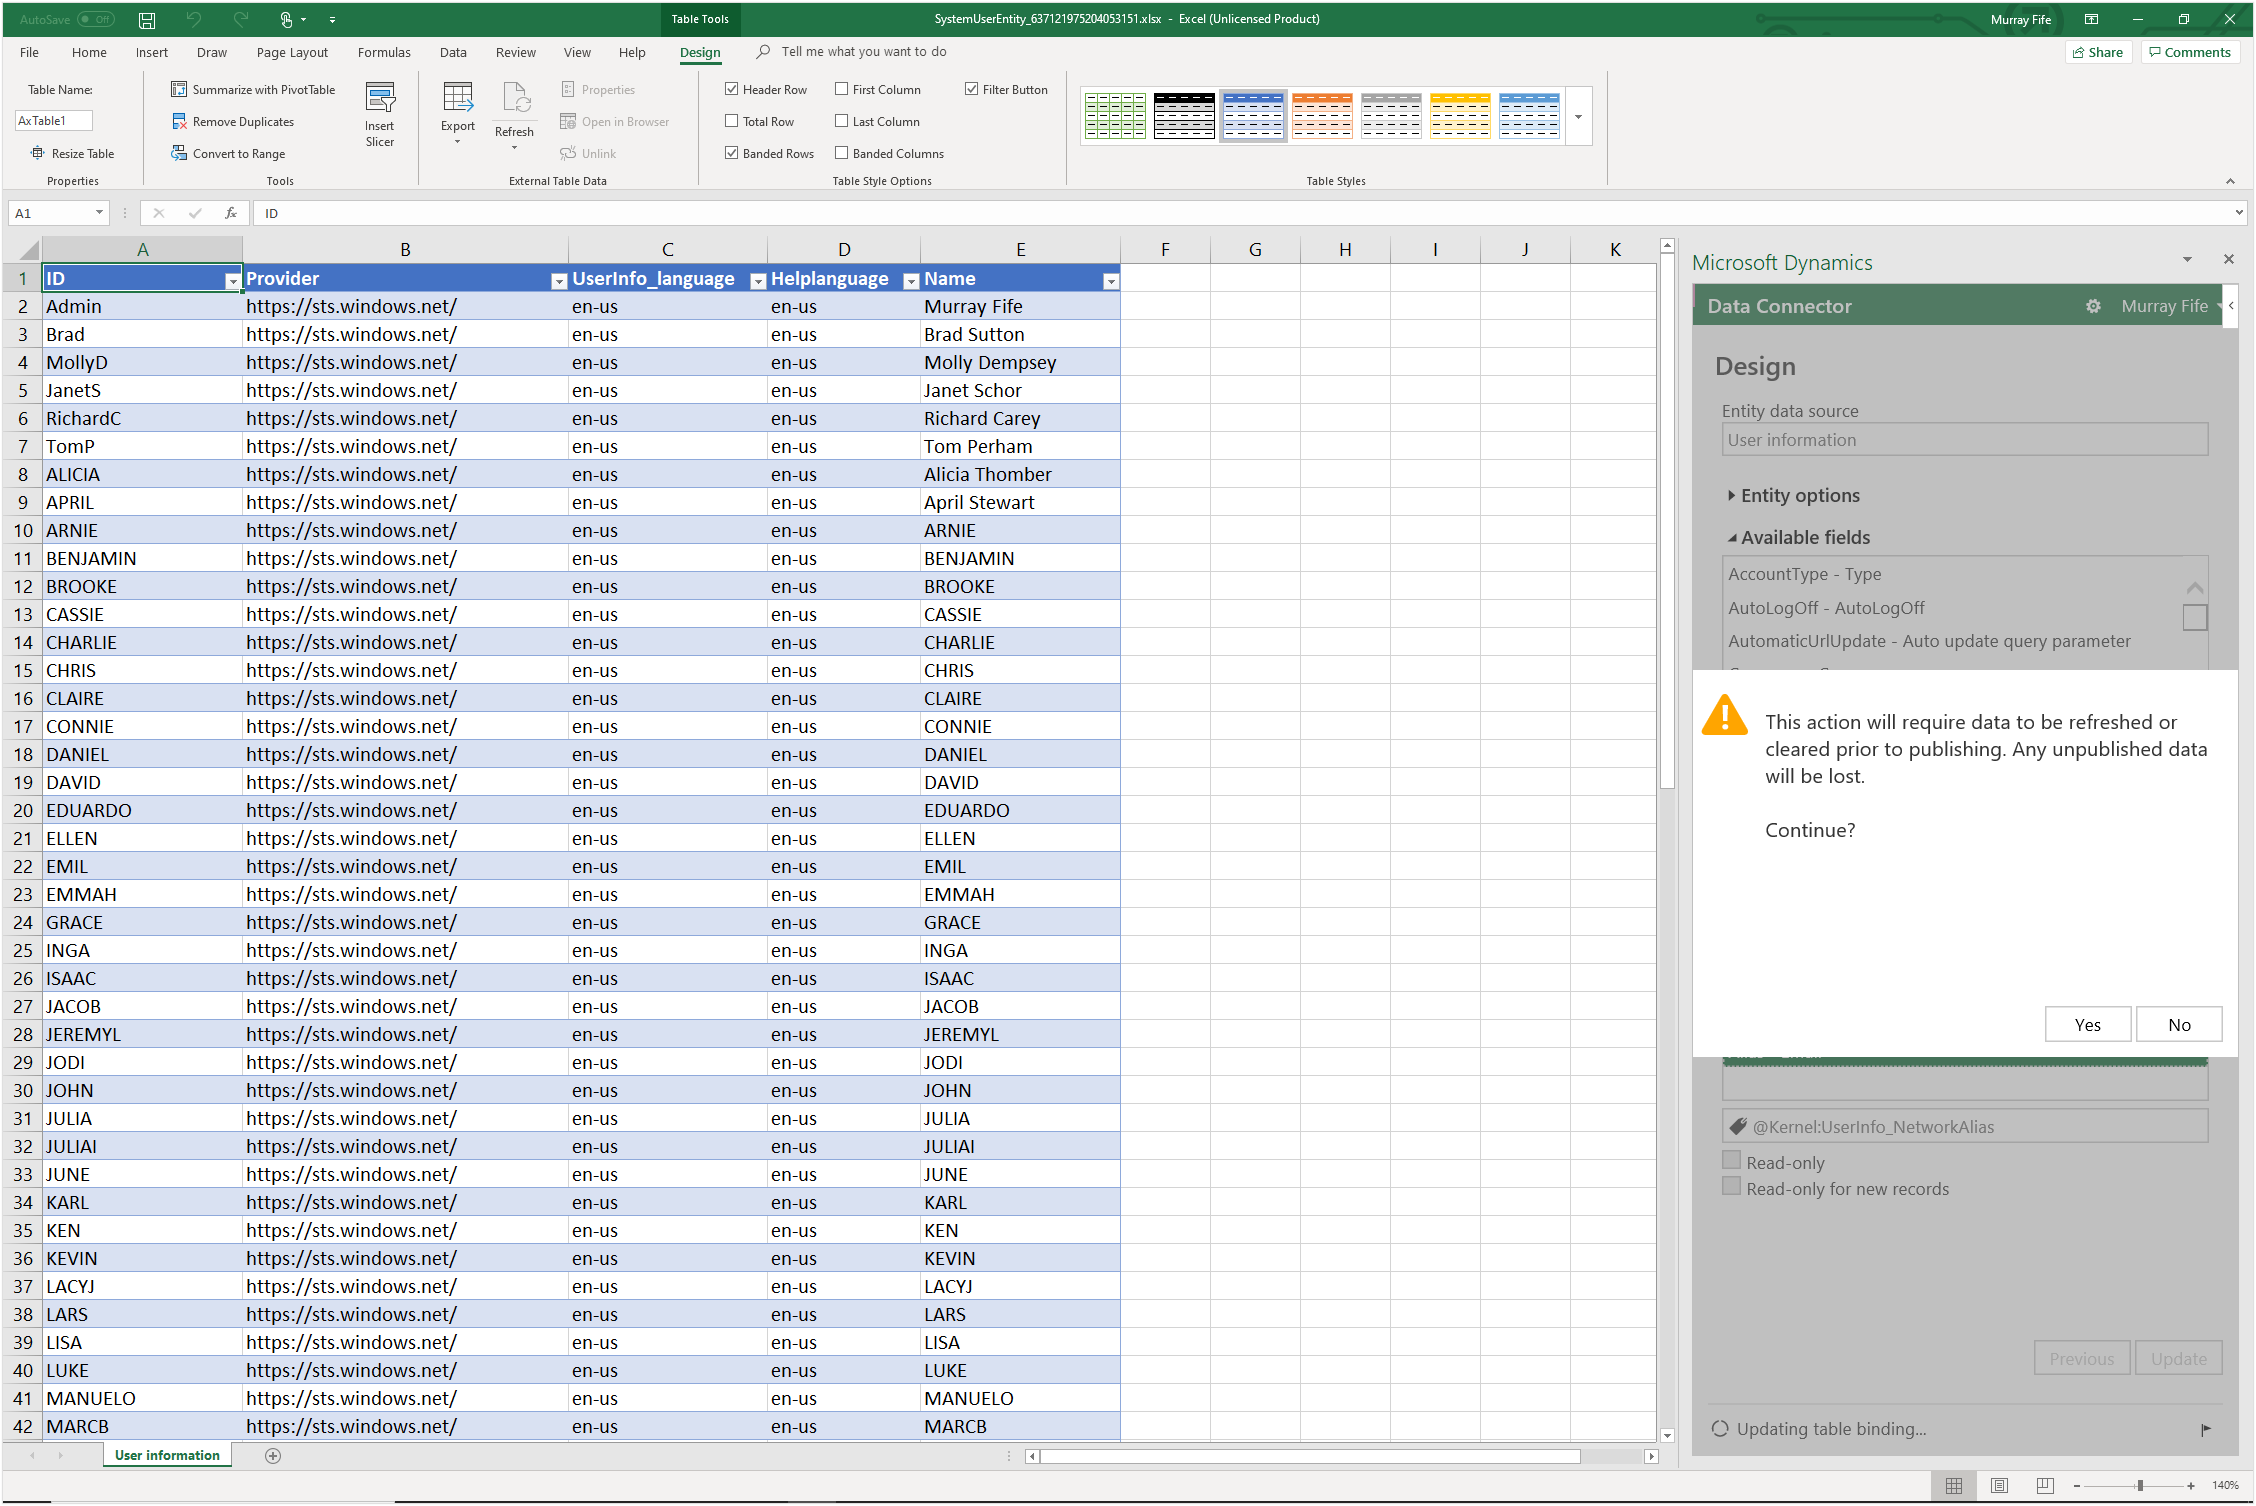 AutoSave Off
Table Tools
SystemUserEntity_637121975204053151.xlsx - Excel (Unlicensed Product)
Murray Fife
File Home Insert Draw Page Layout Formulas Data Review View Help Design Tell me what you want to do
Share Comments
Table Name:
AxTable1
Resize Table
Properties
Summarize with PivotTable
Remove Duplicates
Convert to Range
Insert Slicer
Tools
Export
Refresh
Properties
Open in Browser
Unlink
External Table Data
Header Row First Column Filter Button
Total Row Last Column
Banded Rows Banded Columns
Table Style Options
Table Styles
A1 fx ID
A B C D E F G H I J K
1 ID Provider UserInfo_language Helplanguage Name
2 Admin https://sts.windows.net/ en-us en-us Murray Fife
3 Brad https://sts.windows.net/ en-us en-us Brad Sutton
4 MollyD https://sts.windows.net/ en-us en-us Molly Dempsey
5 JanetS https://sts.windows.net/ en-us en-us Janet Schor
6 RichardC https://sts.windows.net/ en-us en-us Richard Carey
7 TomP https://sts.windows.net/ en-us en-us Tom Perham
8 ALICIA https://sts.windows.net/ en-us en-us Alicia Thomber
9 APRIL https://sts.windows.net/ en-us en-us April Stewart
10 ARNIE https://sts.windows.net/ en-us en-us ARNIE
11 BENJAMIN https://sts.windows.net/ en-us en-us BENJAMIN
12 BROOKE https://sts.windows.net/ en-us en-us BROOKE
13 CASSIE https://sts.windows.net/ en-us en-us CASSIE
14 CHARLIE https://sts.windows.net/ en-us en-us CHARLIE
15 CHRIS https://sts.windows.net/ en-us en-us CHRIS
16 CLAIRE https://sts.windows.net/ en-us en-us CLAIRE
17 CONNIE https://sts.windows.net/ en-us en-us CONNIE
18 DANIEL https://sts.windows.net/ en-us en-us DANIEL
19 DAVID https://sts.windows.net/ en-us en-us DAVID
20 EDUARDO https://sts.windows.net/ en-us en-us EDUARDO
21 ELLEN https://sts.windows.net/ en-us en-us ELLEN
22 EMIL https://sts.windows.net/ en-us en-us EMIL
23 EMMAH https://sts.windows.net/ en-us en-us EMMAH
24 GRACE https://sts.windows.net/ en-us en-us GRACE
25 INGA https://sts.windows.net/ en-us en-us INGA
26 ISAAC https://sts.windows.net/ en-us en-us ISAAC
27 JACOB https://sts.windows.net/ en-us en-us JACOB
28 JEREMYL https://sts.windows.net/ en-us en-us JEREMYL
29 JODI https://sts.windows.net/ en-us en-us JODI
30 JOHN https://sts.windows.net/ en-us en-us JOHN
31 JULIA https://sts.windows.net/ en-us en-us JULIA
32 JULIAI https://sts.windows.net/ en-us en-us JULIAI
33 JUNE https://sts.windows.net/ en-us en-us JUNE
34 KARL https://sts.windows.net/ en-us en-us KARL
35 KEN https://sts.windows.net/ en-us en-us KEN
36 KEVIN https://sts.windows.net/ en-us en-us KEVIN
37 LACYJ https://sts.windows.net/ en-us en-us LACYJ
38 LARS https://sts.windows.net/ en-us en-us LARS
39 LISA https://sts.windows.net/ en-us en-us LISA
40 LUKE https://sts.windows.net/ en-us en-us LUKE
41 MANUELO https://sts.windows.net/ en-us en-us MANUELO
42 MARCB https://sts.windows.net/ en-us en-us MARCB
Microsoft Dynamics
Data Connector Murray Fife
Design
Entity data source
User information
Entity options
Available fields
AccountType - Type
AutoLogOff - AutoLogOff
AutomaticUrlUpdate - Auto update query parameter
This action will require data to be refreshed or
cleared prior to publishing. Any unpublished data
will be lost.
Continue?
Yes No
@Kernel:UserInfo_NetworkAlias
Read-only
Read-only for new records
Previous Update
Updating table binding...
User information
140%